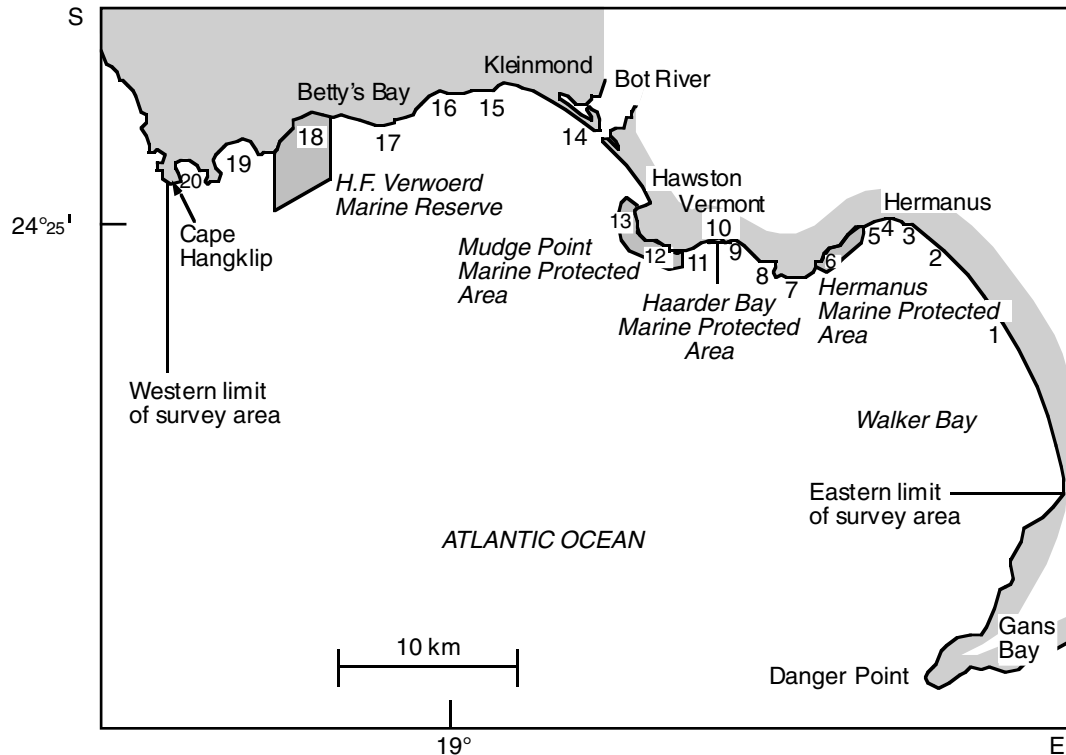 S
Kleinmond
Bot River
Betty's Bay
16
15
18
17
14
19
20
H.F. Verwoerd
Marine Reserve
Hawston
Vermont
Hermanus
24°25'
Cape
Hangklip
13
10
5
4
3
Mudge Point
Marine Protected
Area
12
11
9
8
7
6
2
Haarder Bay
Marine Protected
Area
Hermanus
Marine Protected
Area
1
Western limit
of survey area
Walker Bay
Eastern limit
of survey area
ATLANTIC OCEAN
10 km
Gans
Bay
Danger Point
19°
E